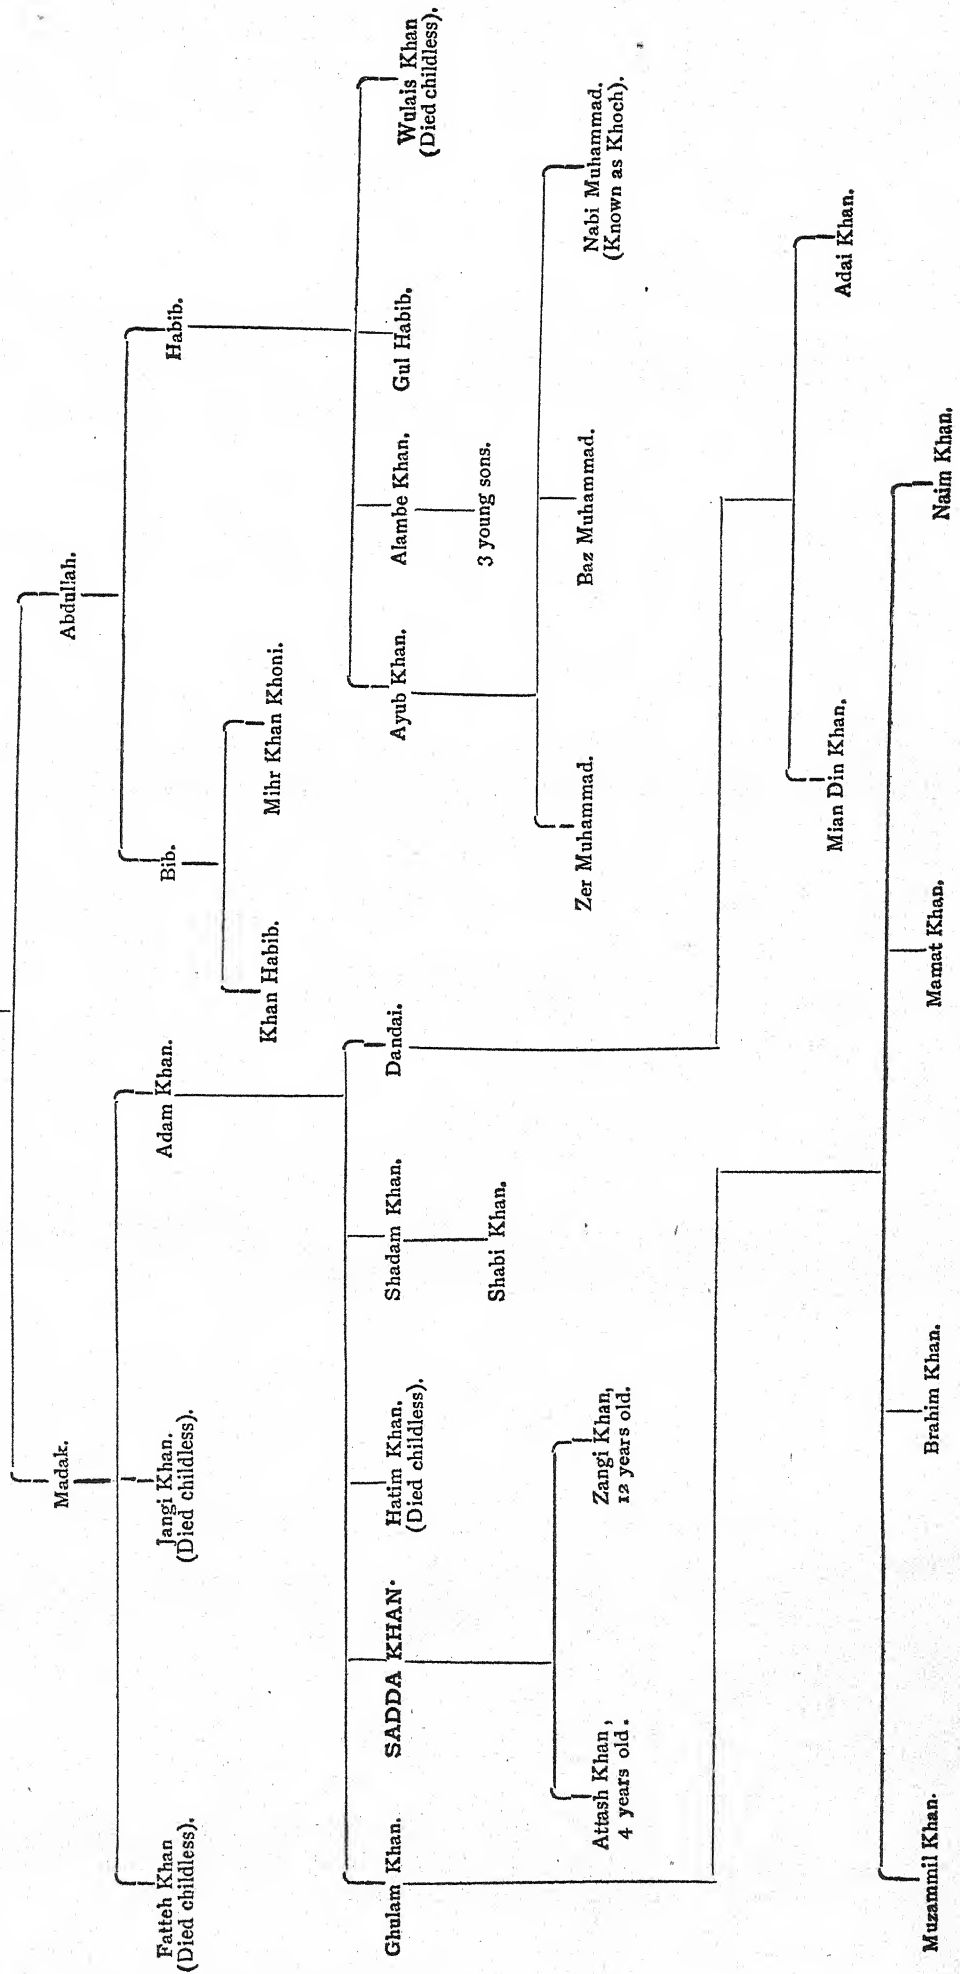 Madak.
Abdullah.
Fatteh Khan
(Died childless).
Jangi Khan.
(Died childless).
Adam Khan.
Bib.
Habib.
Khan Habib.
Mihr Khan Khoni.
Ghulam Khan.
SADDA KHAN.
Hatim Khan.
(Died childless).
Shadam Khan.
Dandai.
Ayub Khan.
Alambe Khan.
Gul Habib.
Wulais Khan
(Died childless).
Shabi Khan.
3 young sons.
Attash Khan,
4 years old.
Zangi Khan,
12 years old.
Zer Muhammad.
Baz Muhammad.
Nabi Muhammad.
(Known as Khoch).
Mian Din Khan.
Adai Khan.
Muzammil Khan.
Brahim Khan.
Mamat Khan.
Naim Khan.